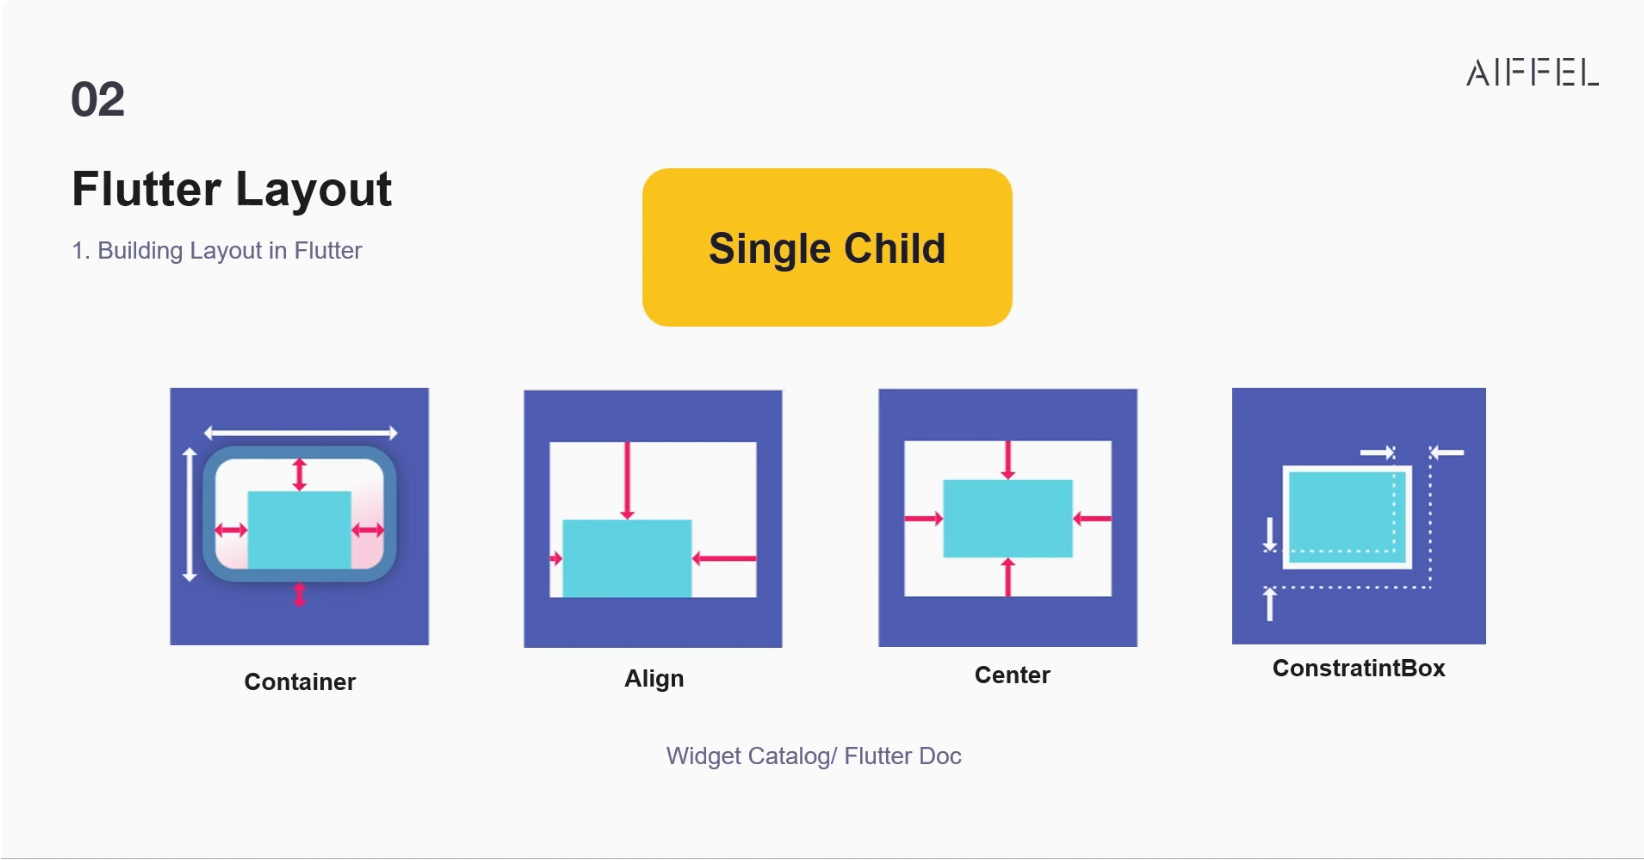 AIFFEL
02
Flutter Layout
1. Building Layout in Flutter
Single Child
Container
Align
Center
ConstratintBox
Widget Catalog/ Flutter Doc